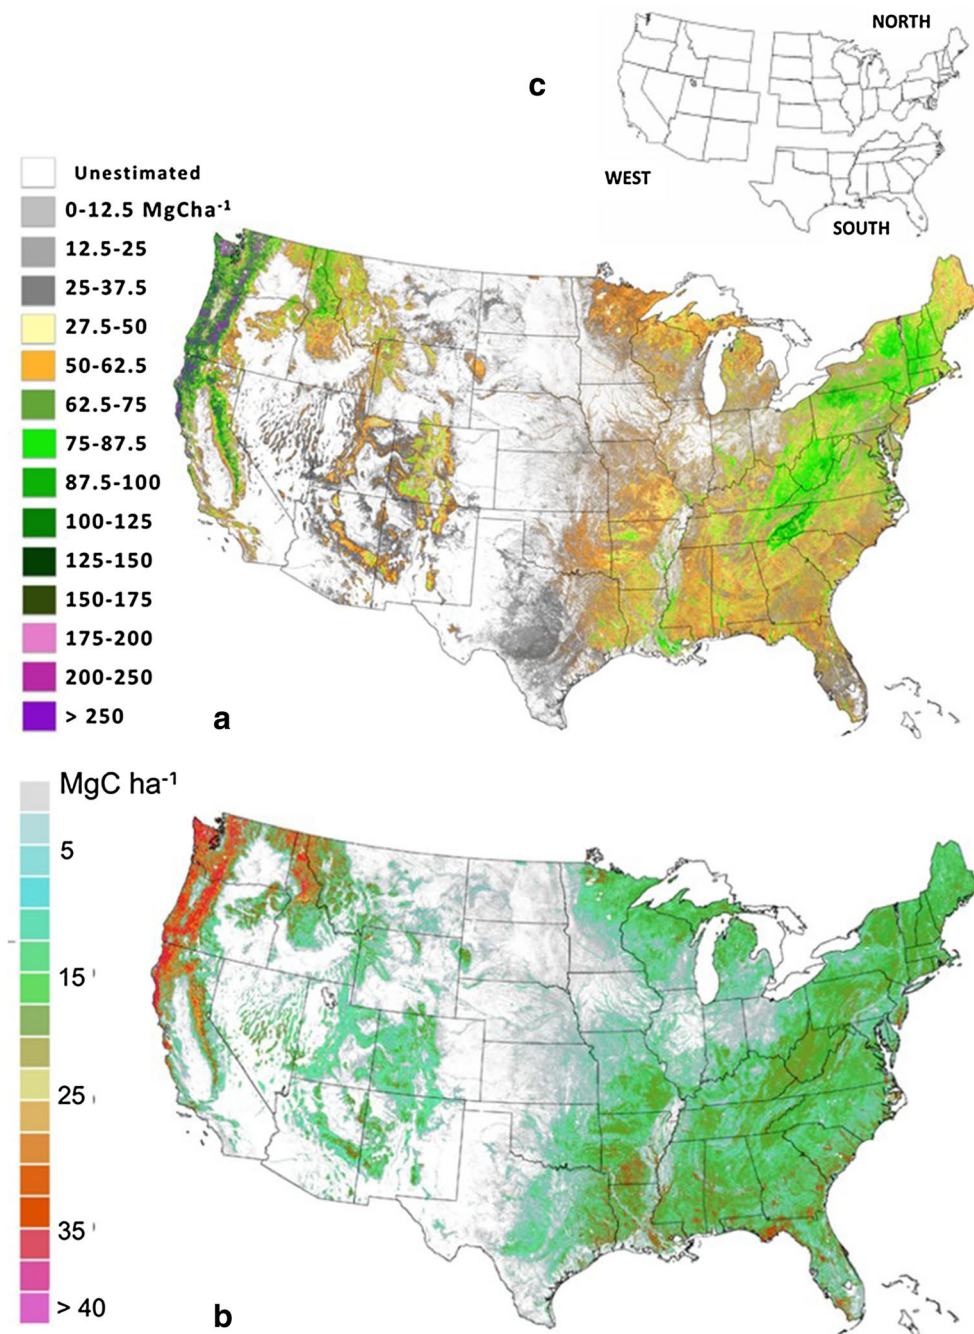 a
NORTH
c
WEST
SOUTH
Unestimated
0-12.5 MgCha⁻¹
12.5-25
25-37.5
27.5-50
50-62.5
62.5-75
75-87.5
87.5-100
100-125
125-150
150-175
175-200
200-250
> 250
a
MgC ha⁻¹
5
15
25
35
> 40
b